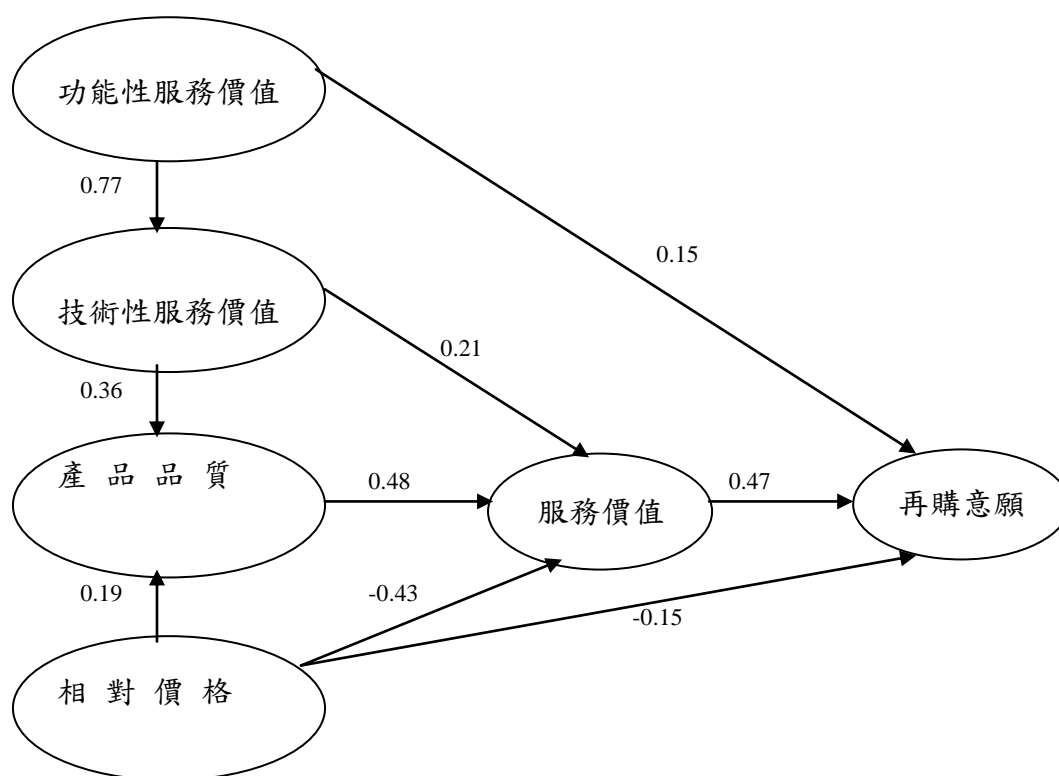 功能性服務價值
0.77
0.15
技術性服務價值
0.21
0.36
產 品 品 質
0.48
服務價值
0.47
再購意願
0.19
-0.43
-0.15
相 對 價 格